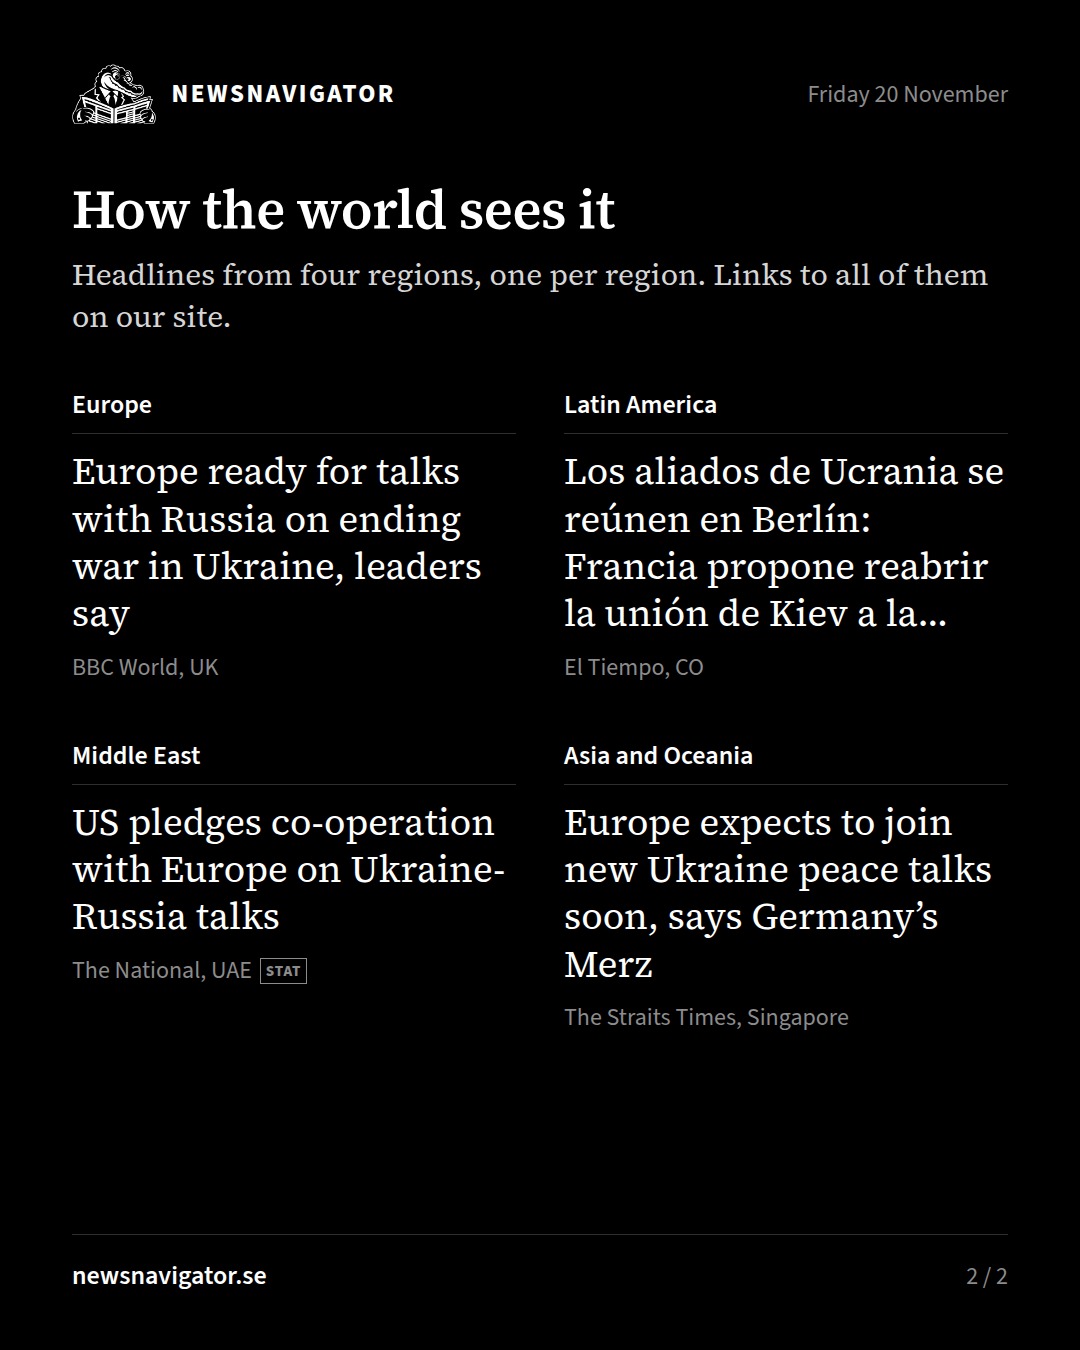 NEWSNAVIGATOR
Friday 20 November
How the world sees it
Headlines from four regions, one per region. Links to all of them
on our site.
Europe
Europe ready for talks
with Russia on ending
war in Ukraine, leaders
say
BBC World, UK
Latin America
Los aliados de Ucrania se
reúnen en Berlín:
Francia propone reabrir
la unión de Kiev a la...
El Tiempo, CO
Middle East
US pledges co-operation
with Europe on Ukraine-
Russia talks
The National, UAE STAT
Asia and Oceania
Europe expects to join
new Ukraine peace talks
soon, says Germany’s
Merz
The Straits Times, Singapore
newsnavigator.se
2 / 2